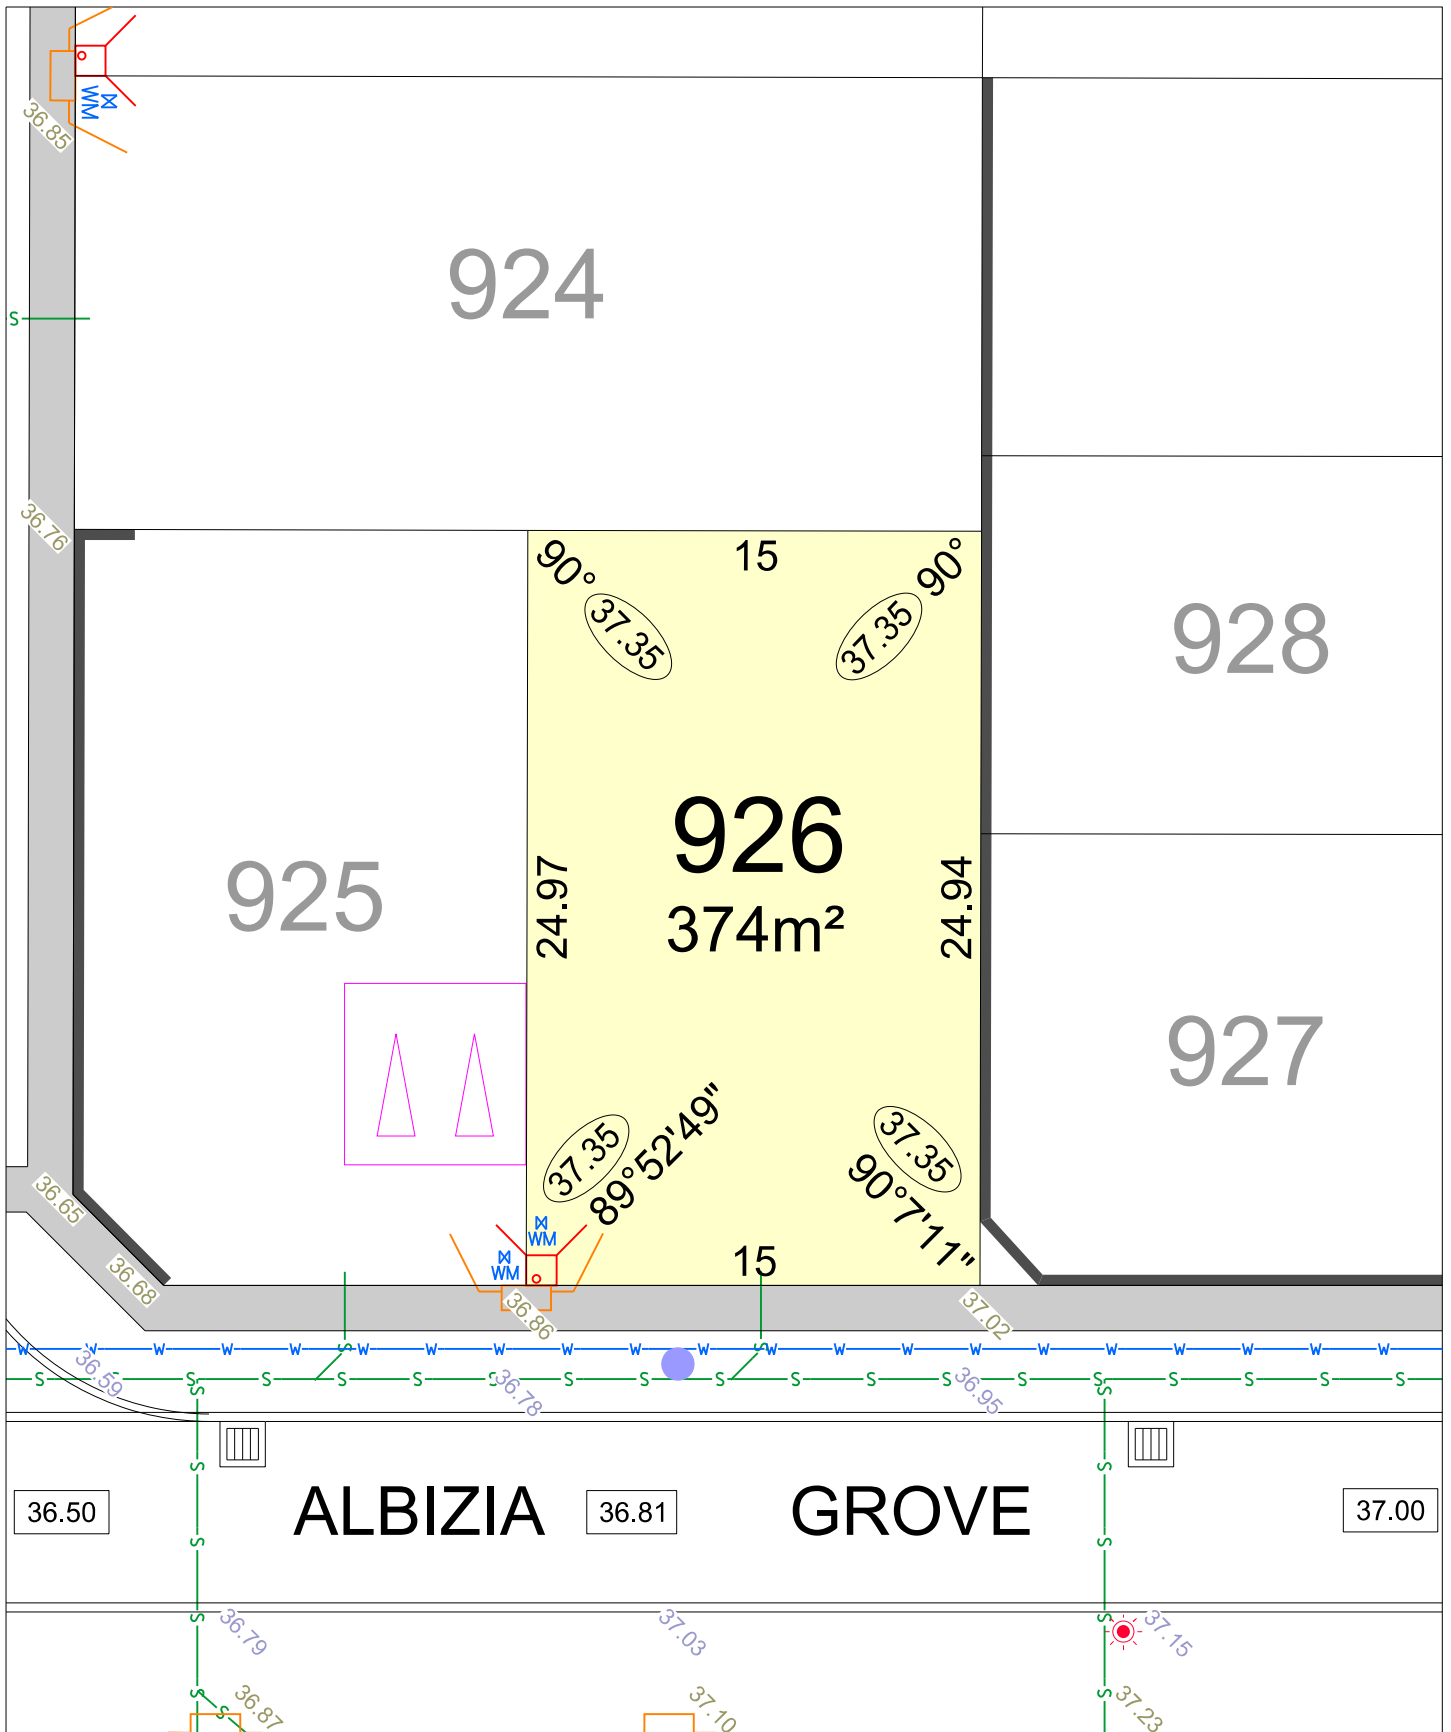 WM
36.85
924
S
36.76
15
90°
90°
37.35
37.35
928
926
374m²
925
24.97
24.94
927
37.35
89°52'49"
37.35
90°7'11"
36.65
WM
WM
15
36.68
36.86
37.02
W W W W W W W W W W W W W W W W W W W W W
S S
36.59
S S S S S S S S S S S S S S S S S S S
36.78
36.95
S S
S S
36.50
ALBIZIA
36.81
GROVE
37.00
S S
S S
36.79
37.03
37.15
S S
S
36.87
37.10
37.23